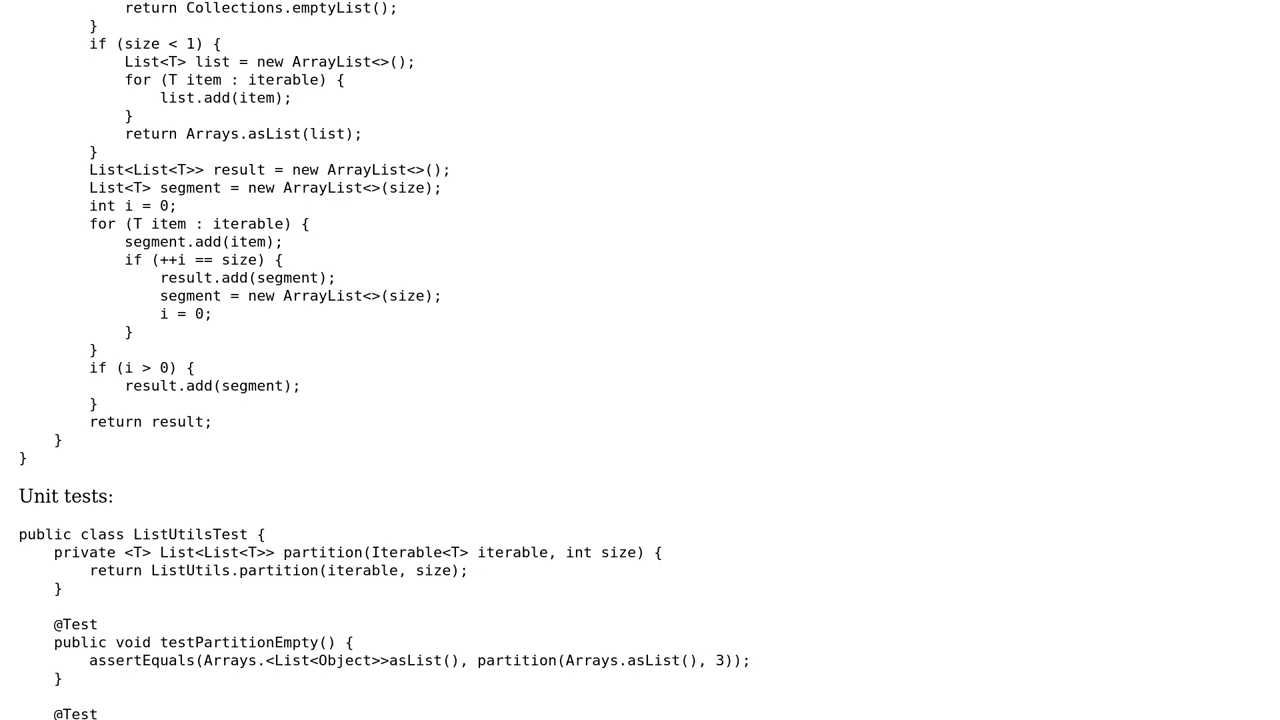 return Collections.emptyList();
        }
        if (size < 1) {
            List<T> list = new ArrayList<>();
            for (T item : iterable) {
                list.add(item);
            }
            return Arrays.asList(list);
        }
        List<List<T>> result = new ArrayList<>();
        List<T> segment = new ArrayList<>(size);
        int i = 0;
        for (T item : iterable) {
            segment.add(item);
            if (++i == size) {
                result.add(segment);
                segment = new ArrayList<>(size);
                i = 0;
            }
        }
        if (i > 0) {
            result.add(segment);
        }
        return result;
    }
}
Unit tests:
public class ListUtilsTest {
    private <T> List<List<T>> partition(Iterable<T> iterable, int size) {
        return ListUtils.partition(iterable, size);
    }
    @Test
    public void testPartitionEmpty() {
        assertEquals(Arrays.<List<Object>>asList(), partition(Arrays.asList(), 3));
    }
    @Test